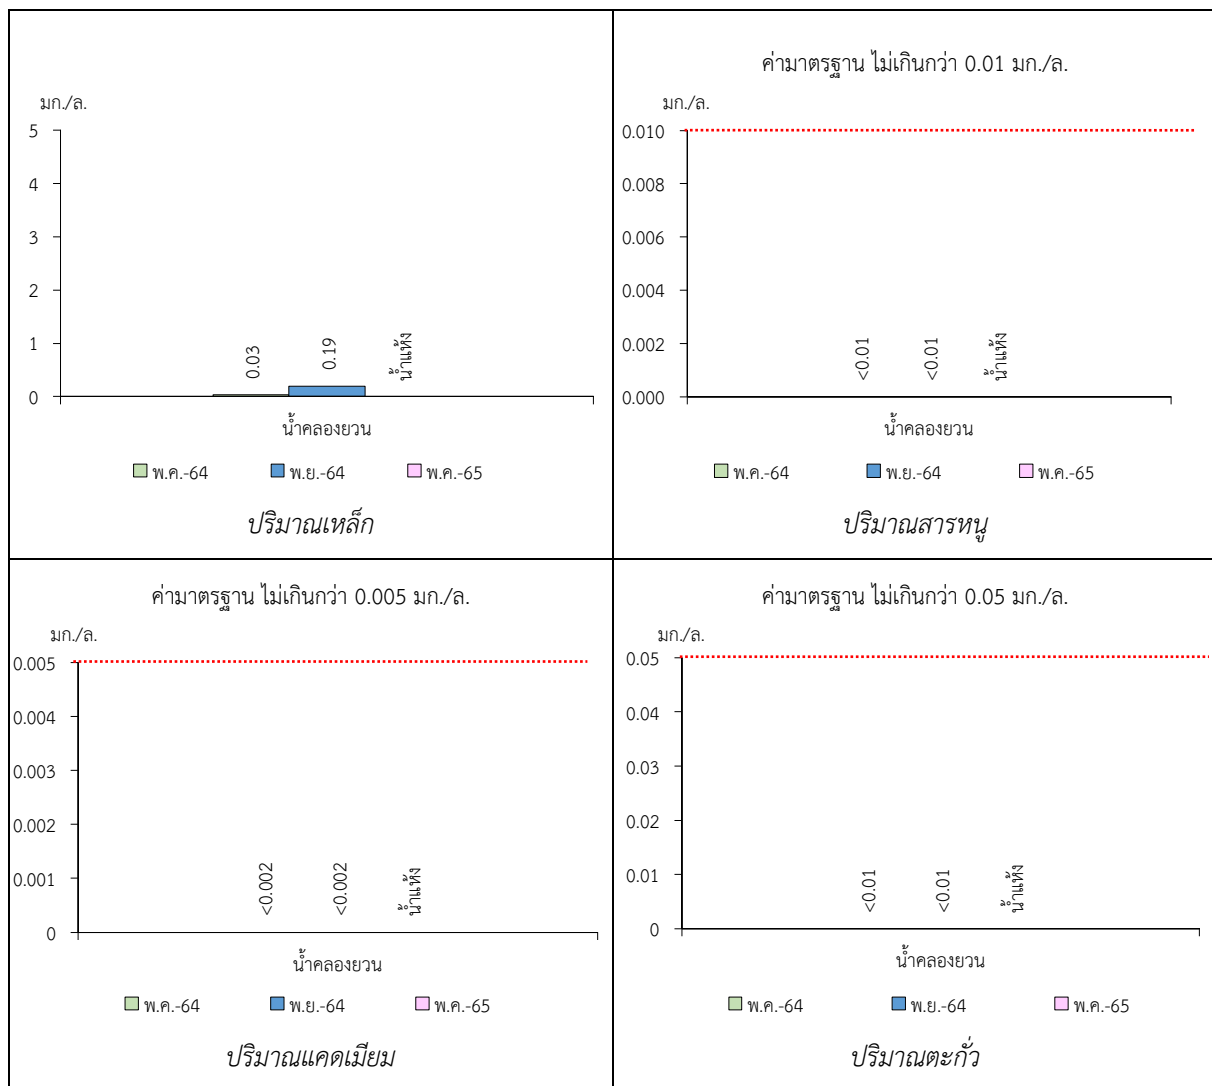 มก./ล.
5
4
3
2
1
0
0.03
0.19
น้ำแห้ง
น้ำคลองยวน
พ.ค.-64 พ.ย.-64 พ.ค.-65
ปริมาณเหล็ก
ค่ามาตรฐาน ไม่เกินกว่า 0.01 มก./ล.
มก./ล.
0.010
0.008
0.006
0.004
0.002
0.000
<0.01
<0.01
น้ำแห้ง
น้ำคลองยวน
พ.ค.-64 พ.ย.-64 พ.ค.-65
ปริมาณสารหนู
ค่ามาตรฐาน ไม่เกินกว่า 0.005 มก./ล.
มก./ล.
0.005
0.004
0.003
0.002
0.001
0
<0.002
<0.002
น้ำแห้ง
น้ำคลองยวน
พ.ค.-64 พ.ย.-64 พ.ค.-65
ปริมาณแคดเมียม
ค่ามาตรฐาน ไม่เกินกว่า 0.05 มก./ล.
มก./ล.
0.05
0.04
0.03
0.02
0.01
0
<0.01
<0.01
น้ำแห้ง
น้ำคลองยวน
พ.ค.-64 พ.ย.-64 พ.ค.-65
ปริมาณตะกั่ว